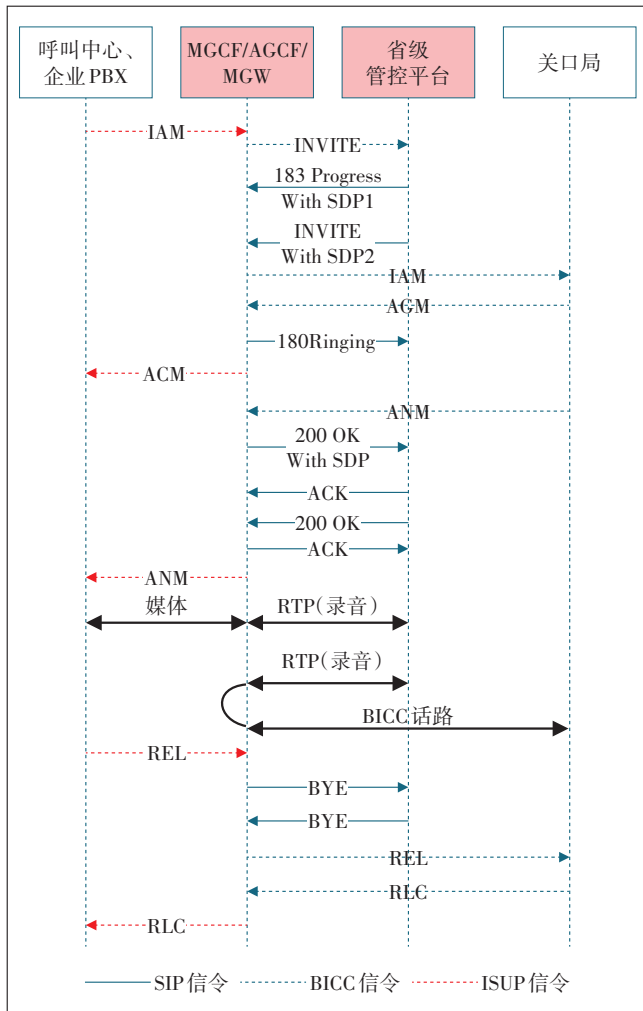 呼叫中心、
企业PBX
MGCF/AGCF/
MGW
省级
管控平台
关口局
IAM
INVITE
183 Progress
With SDP1
INVITE
With SDP2
IAM
AGM
180Ringing
ACM
ANM
200 OK
With SDP
ACK
200 OK
ACK
ANM
媒体
RTP(录音)
RTP(录音)
BICC话路
REL
BYE
BYE
REL
RLC
RLC
SIP信令
BICC信令
ISUP信令